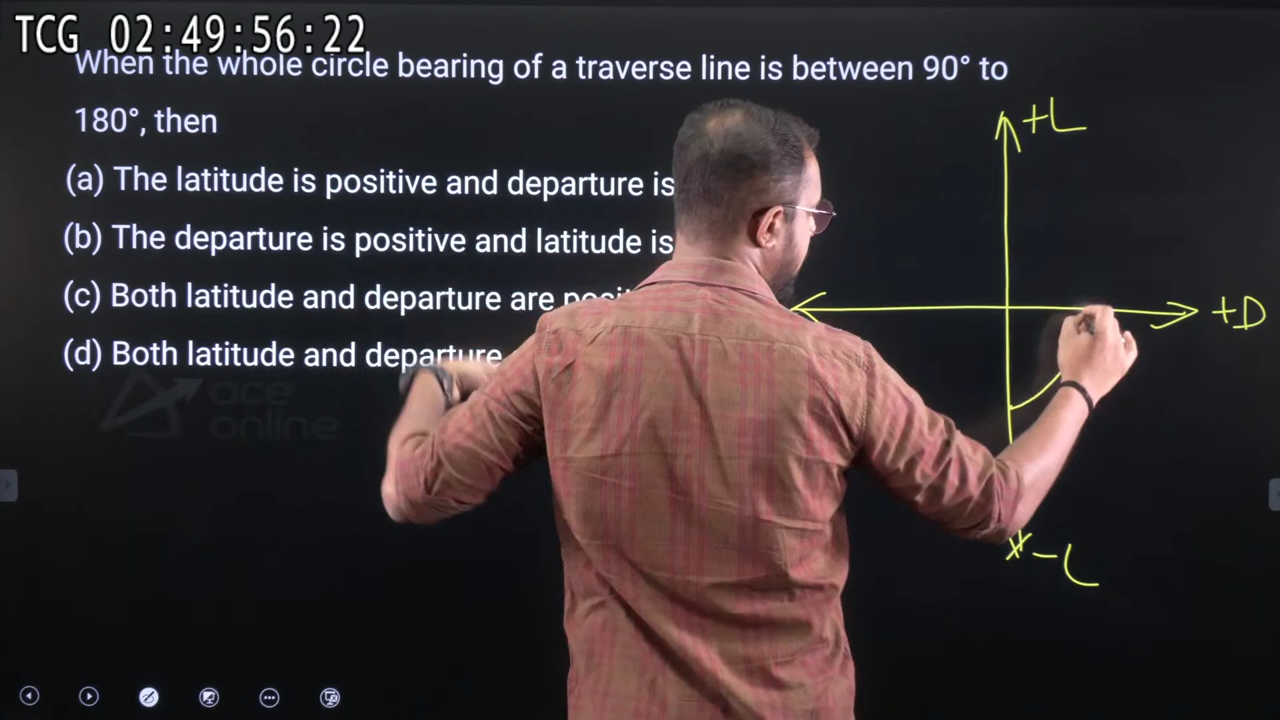 TCG 02:49:56:22
When the whole circle bearing of a traverse line is between 90° to
180°, then
(a) The latitude is positive and departure is
(b) The departure is positive and latitude is
(c) Both latitude and departure are
(d) Both latitude and departure
ace
online
+L
+D
-L